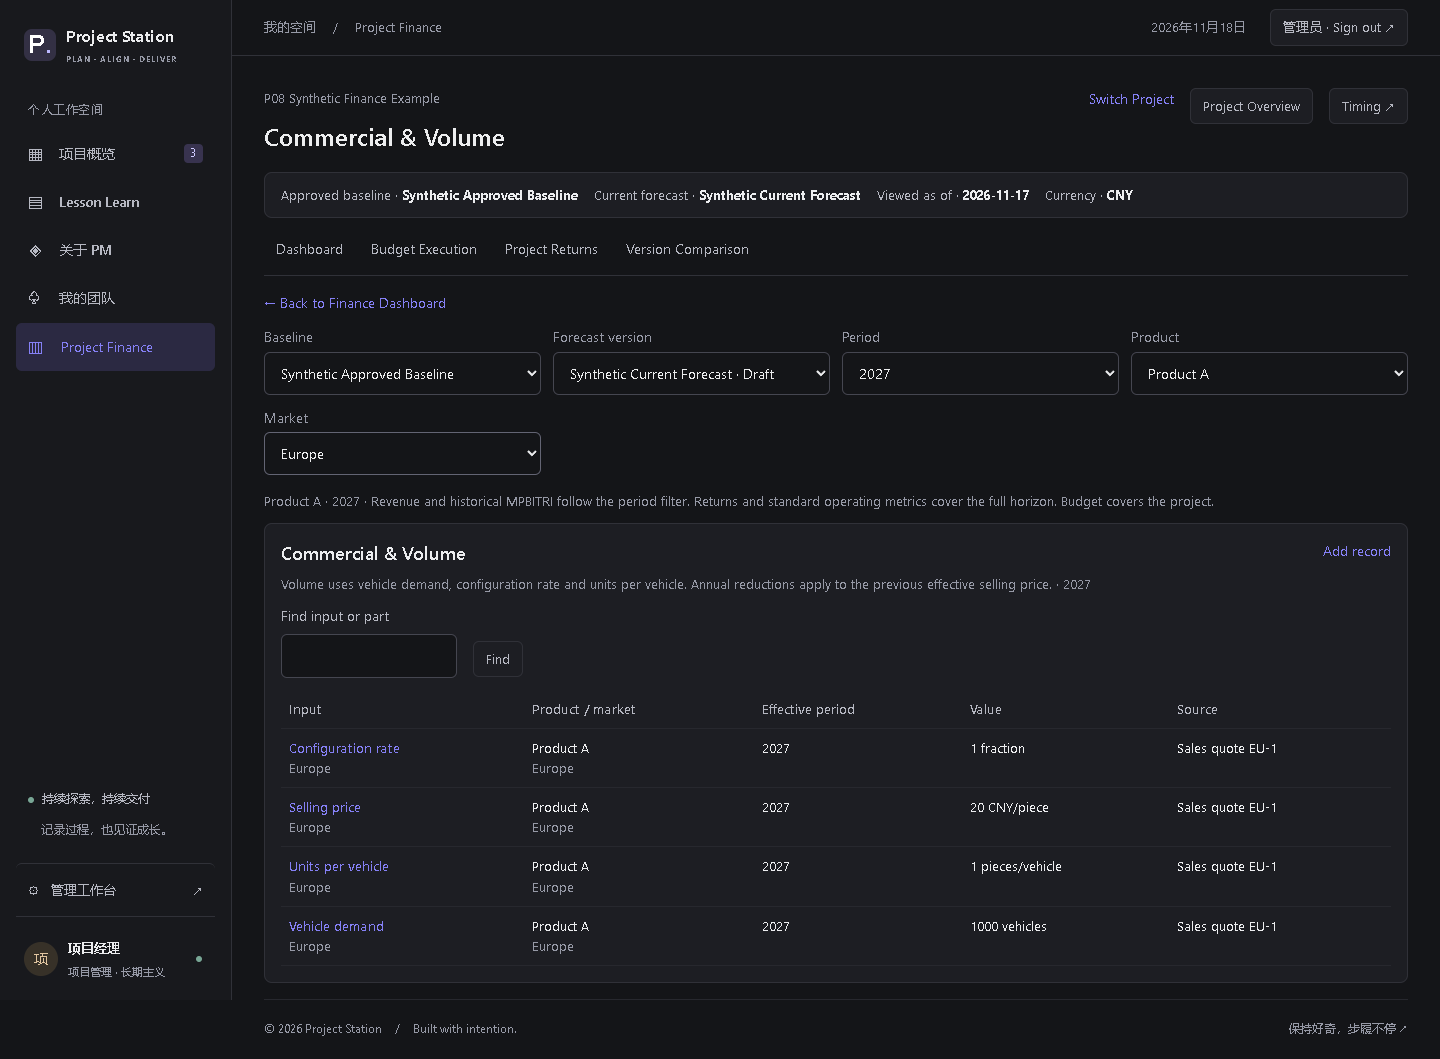 P. Project Station
PLAN · ALIGN · DELIVER
个人工作空间
项目概览 3
Lesson Learn
关于 PM
我的团队
Project Finance
持续探索，持续交付
记录过程，也见证成长。
管理工作台 ↗
项 项目经理
项目管理 · 长期主义
我的空间 / Project Finance
2026年11月18日
管理员 · Sign out ↗
P08 Synthetic Finance Example
Commercial & Volume
Switch Project
Project Overview
Timing ↗
Approved baseline · Synthetic Approved Baseline Current forecast · Synthetic Current Forecast Viewed as of · 2026-11-17 Currency · CNY
Dashboard Budget Execution Project Returns Version Comparison
← Back to Finance Dashboard
Baseline Forecast version Period Product
Synthetic Approved Baseline Synthetic Current Forecast · Draft 2027 Product A
Market
Europe
Product A · 2027 · Revenue and historical MPBITRI follow the period filter. Returns and standard operating metrics cover the full horizon. Budget covers the project.
Commercial & Volume Add record
Volume uses vehicle demand, configuration rate and units per vehicle. Annual reductions apply to the previous effective selling price. · 2027
Find input or part
Find
Input Product / market Effective period Value Source
Configuration rate Product A 2027 1 fraction Sales quote EU-1
Europe Europe
Selling price Product A 2027 20 CNY/piece Sales quote EU-1
Europe Europe
Units per vehicle Product A 2027 1 pieces/vehicle Sales quote EU-1
Europe Europe
Vehicle demand Product A 2027 1000 vehicles Sales quote EU-1
Europe Europe
© 2026 Project Station / Built with intention.
保持好奇，步履不停 ↗